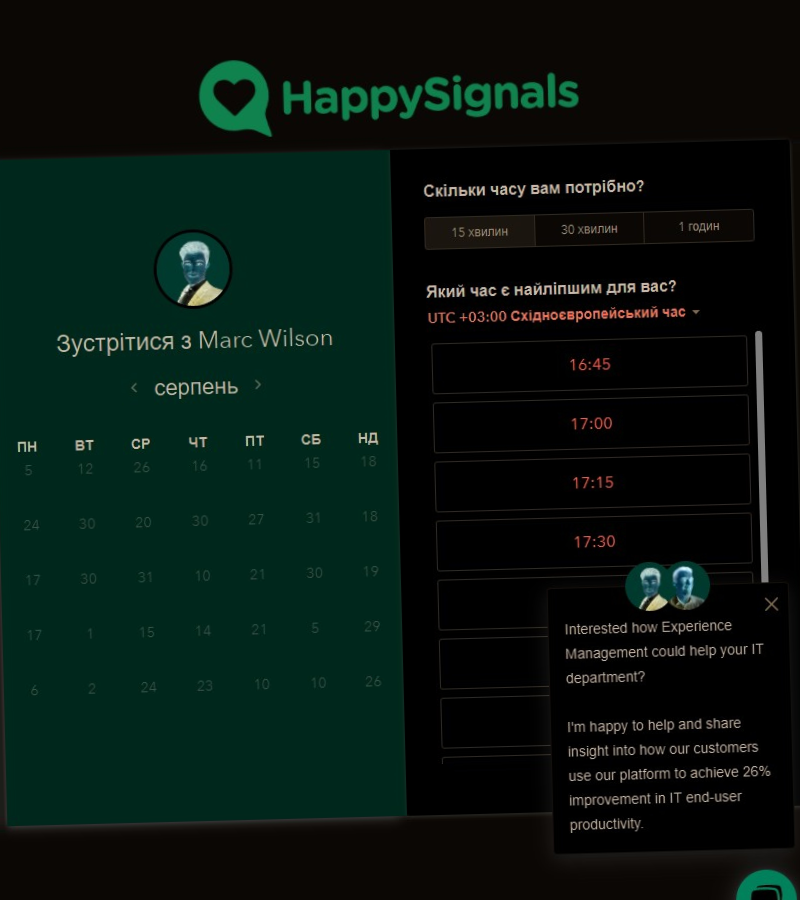 HappySignals
Зустрітися з Marc Wilson
серпень
ПН ВТ СР ЧТ ПТ СБ НД
5 12 26 16 11 15 18
24 30 20 30 27 31 18
17 30 31 10 21 30 19
17 1 15 14 21 5 29
6 2 24 23 10 10 26
Скільки часу вам потрібно?
15 хвилин 30 хвилин 1 годин
Який час є найліпшим для вас?
UTC +03:00 Східноєвропейський час
16:45
17:00
17:15
17:30
Interested how Experience
Management could help your IT
department?
I'm happy to help and share
insight into how our customers
use our platform to achieve 26%
improvement in IT end-user
productivity.